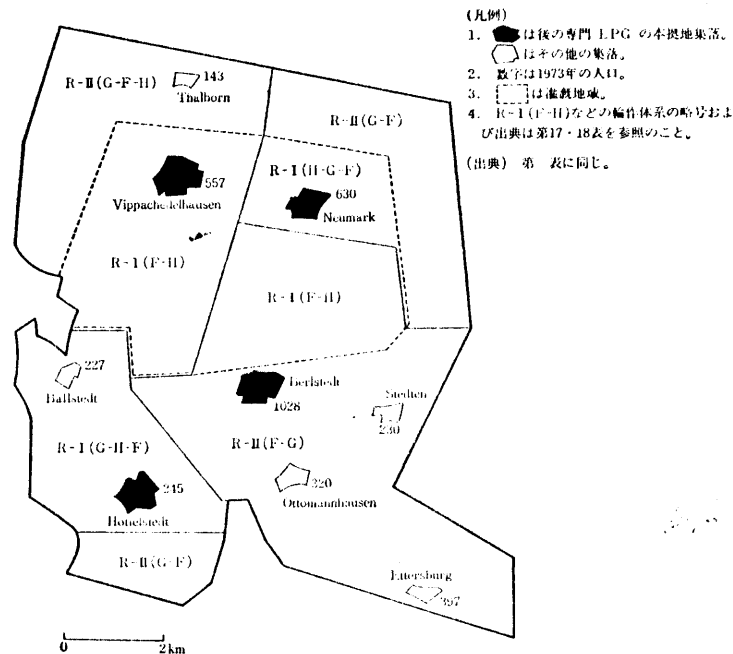 (凡例)
1. は後の専門 LPG の本拠地集落。
はその他の集落。
2. 数字は1973年の人口。
3. は灌漑地域。
4. R-I(F-H)などの輪作体系の略号およ
び出典は第17・18表を参照のこと。
(出典) 第 表に同じ。
R-II(G-F-H)
143
Thalborn
R-II(G-F)
R-I(H-G-F)
557
Vippachedelhausen
630
Neumark
R-I(F-H)
R-I(F-H)
227
Ballstedt
Berlstedt
1028
Stedten
230
R-I(G-H-F)
R-II(F-G)
245
Hottelstedt
320
Ottomannhausen
R-II(G-F)
Ettersburg
397
0 2km